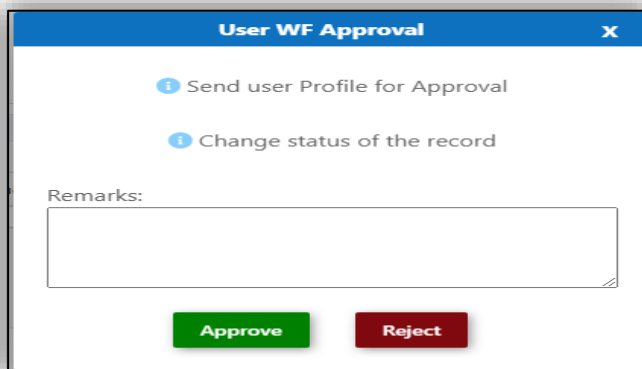 User WF Approval x
Send user Profile for Approval
Change status of the record
Remarks:
Approve Reject